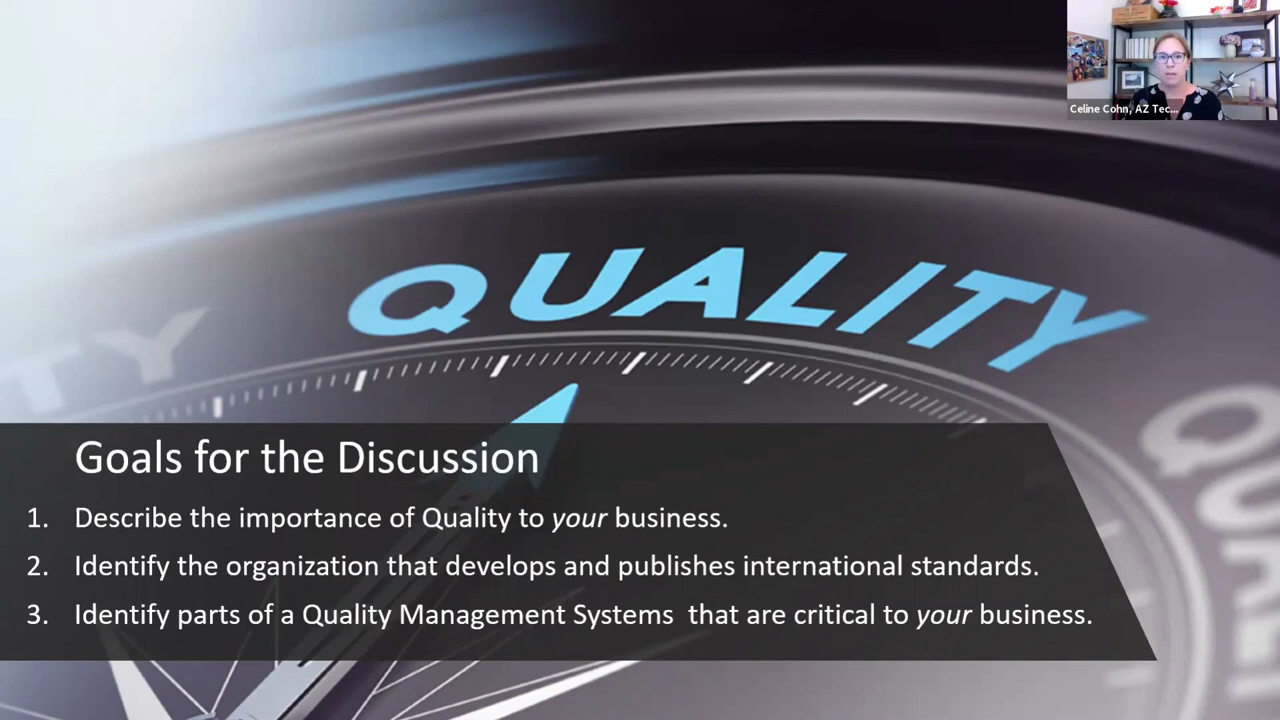 Celine Cohn, AZ Tec...
QUALITY
TY
QUALI
Goals for the Discussion
1. Describe the importance of Quality to your business.
2. Identify the organization that develops and publishes international standards.
3. Identify parts of a Quality Management Systems  that are critical to your business.